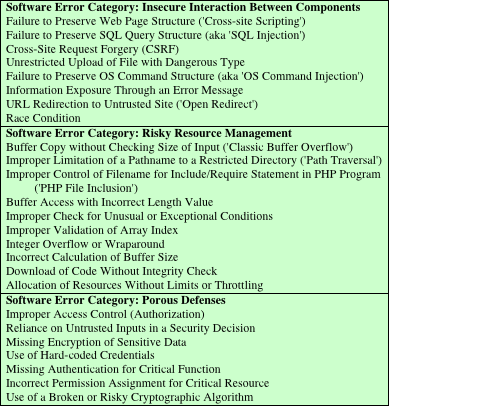 Software Error Category: Insecure Interaction Between Components
Failure to Preserve Web Page Structure ('Cross-site Scripting')
Failure to Preserve SQL Query Structure (aka 'SQL Injection')
Cross-Site Request Forgery (CSRF)
Unrestricted Upload of File with Dangerous Type
Failure to Preserve OS Command Structure (aka 'OS Command Injection')
Information Exposure Through an Error Message
URL Redirection to Untrusted Site ('Open Redirect')
Race Condition
Software Error Category: Risky Resource Management
Buffer Copy without Checking Size of Input ('Classic Buffer Overflow')
Improper Limitation of a Pathname to a Restricted Directory ('Path Traversal')
Improper Control of Filename for Include/Require Statement in PHP Program
('PHP File Inclusion')
Buffer Access with Incorrect Length Value
Improper Check for Unusual or Exceptional Conditions
Improper Validation of Array Index
Integer Overflow or Wraparound
Incorrect Calculation of Buffer Size
Download of Code Without Integrity Check
Allocation of Resources Without Limits or Throttling
Software Error Category: Porous Defenses
Improper Access Control (Authorization)
Reliance on Untrusted Inputs in a Security Decision
Missing Encryption of Sensitive Data
Use of Hard-coded Credentials
Missing Authentication for Critical Function
Incorrect Permission Assignment for Critical Resource
Use of a Broken or Risky Cryptographic Algorithm